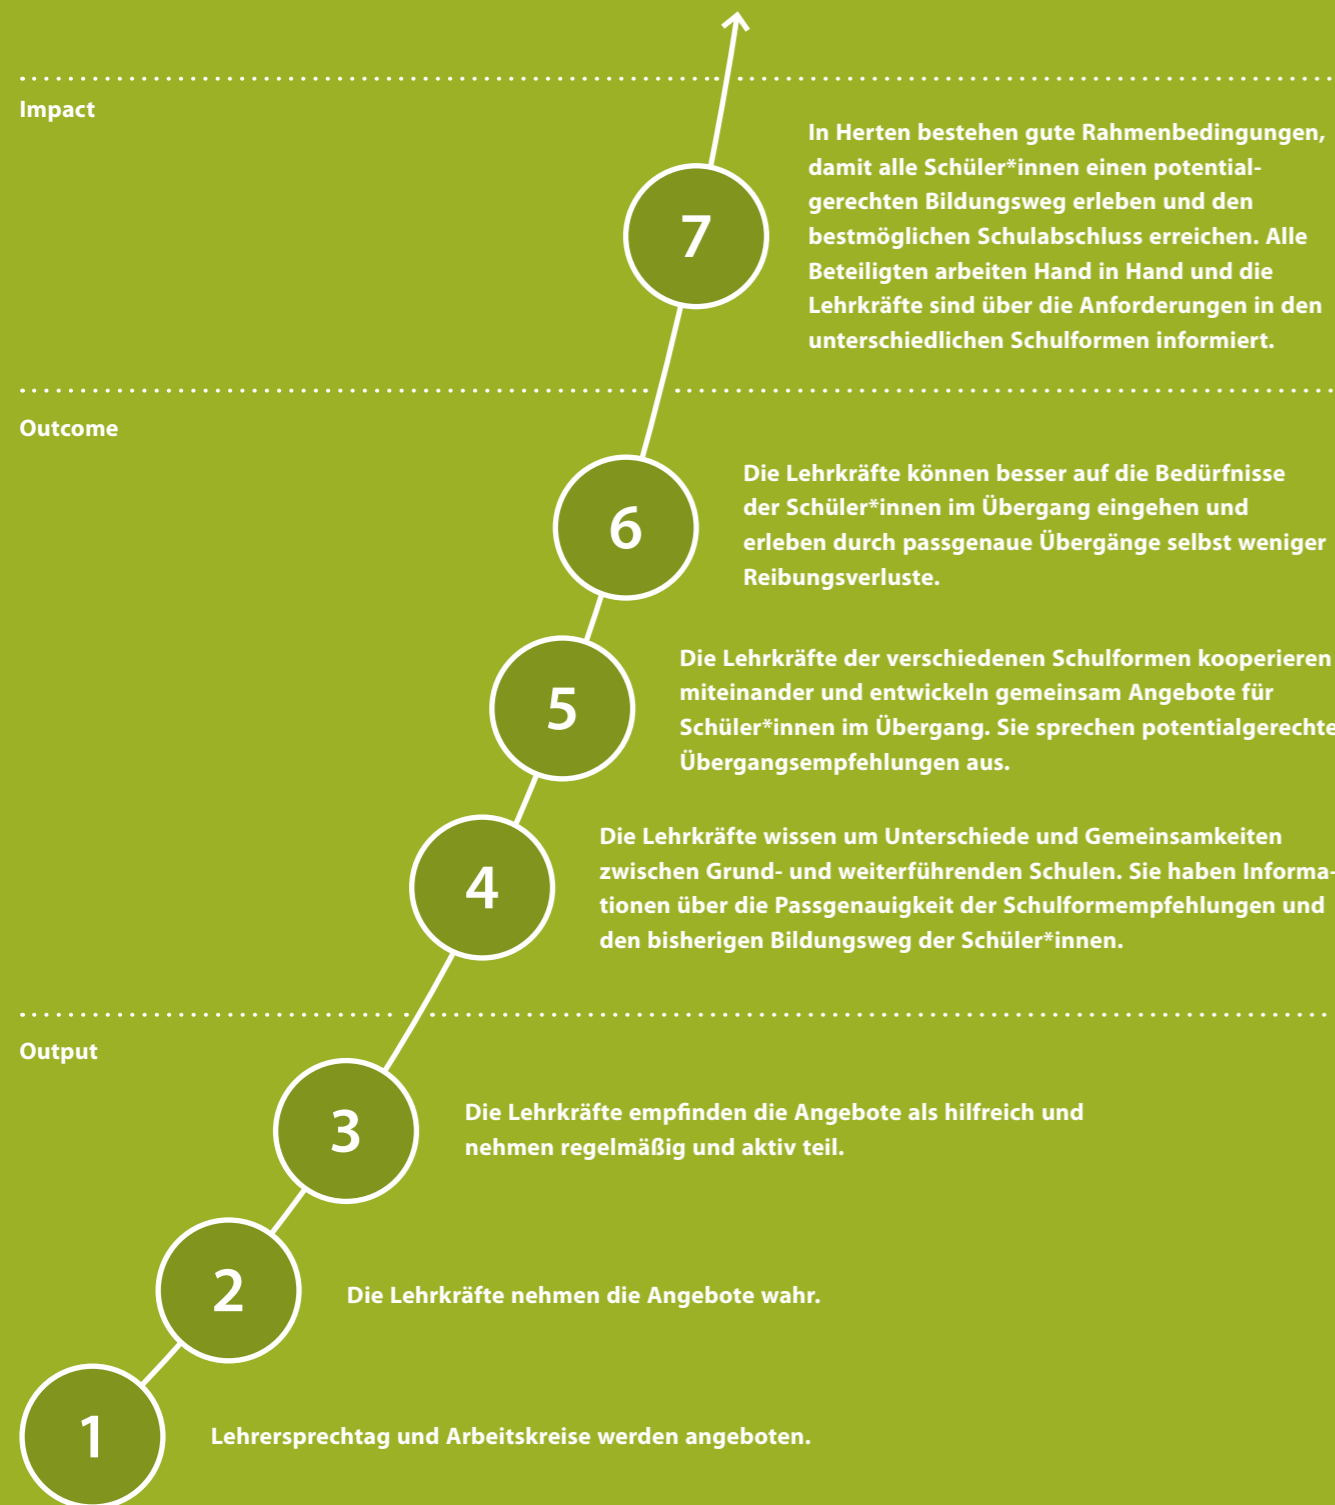 Impact
7
In Herten bestehen gute Rahmenbedingungen,
damit alle Schüler*innen einen potential-
gerechten Bildungsweg erleben und den
bestmöglichen Schulabschluss erreichen. Alle
Beteiligten arbeiten Hand in Hand und die
Lehrkräfte sind über die Anforderungen in den
unterschiedlichen Schulformen informiert.
Outcome
6
Die Lehrkräfte können besser auf die Bedürfnisse
der Schüler*innen im Übergang eingehen und
erleben durch passgenaue Übergänge selbst weniger
Reibungsverluste.
5
Die Lehrkräfte der verschiedenen Schulformen kooperieren
miteinander und entwickeln gemeinsam Angebote für
Schüler*innen im Übergang. Sie sprechen potentialgerechte
Übergangsempfehlungen aus.
4
Die Lehrkräfte wissen um Unterschiede und Gemeinsamkeiten
zwischen Grund- und weiterführenden Schulen. Sie haben Informa-
tionen über die Passgenauigkeit der Schulformempfehlungen und
den bisherigen Bildungsweg der Schüler*innen.
Output
3
Die Lehrkräfte empfinden die Angebote als hilfreich und
nehmen regelmäßig und aktiv teil.
2
Die Lehrkräfte nehmen die Angebote wahr.
1
Lehrersprechtag und Arbeitskreise werden angeboten.